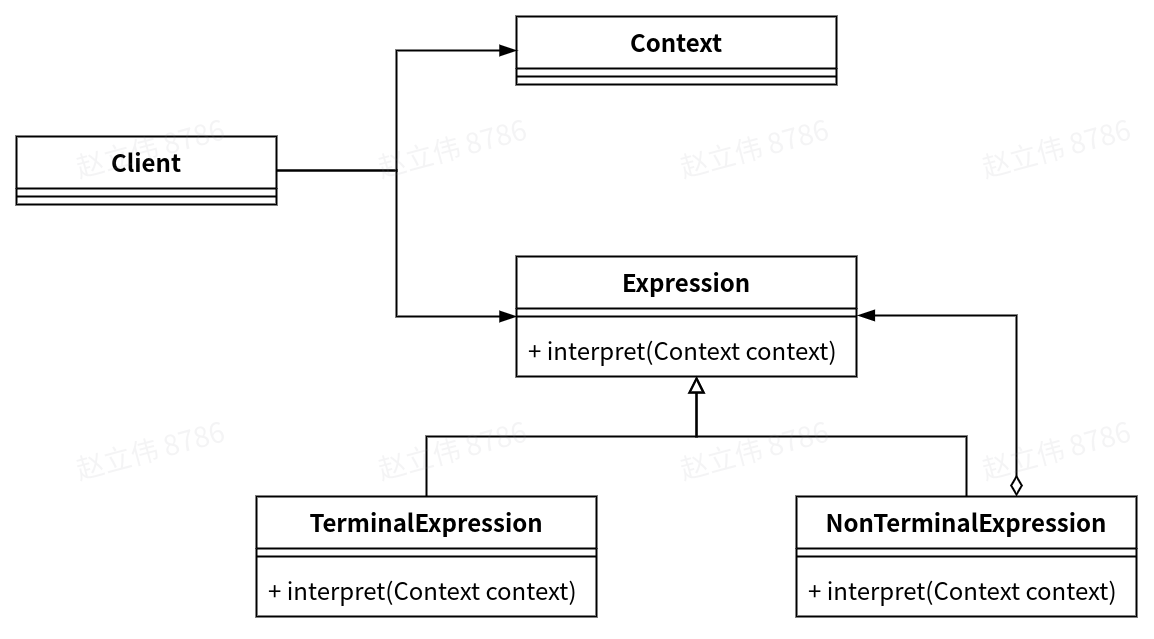 Context
赵立伟 8786
赵立伟 8786
赵立伟 8786
赵立伟 8786
Client
Expression
+ interpret(Context context)
赵立伟 8786
赵立伟 8786
赵立伟 8786
赵立伟 8786
TerminalExpression
NonTerminalExpression
+ interpret(Context context)
+ interpret(Context context)